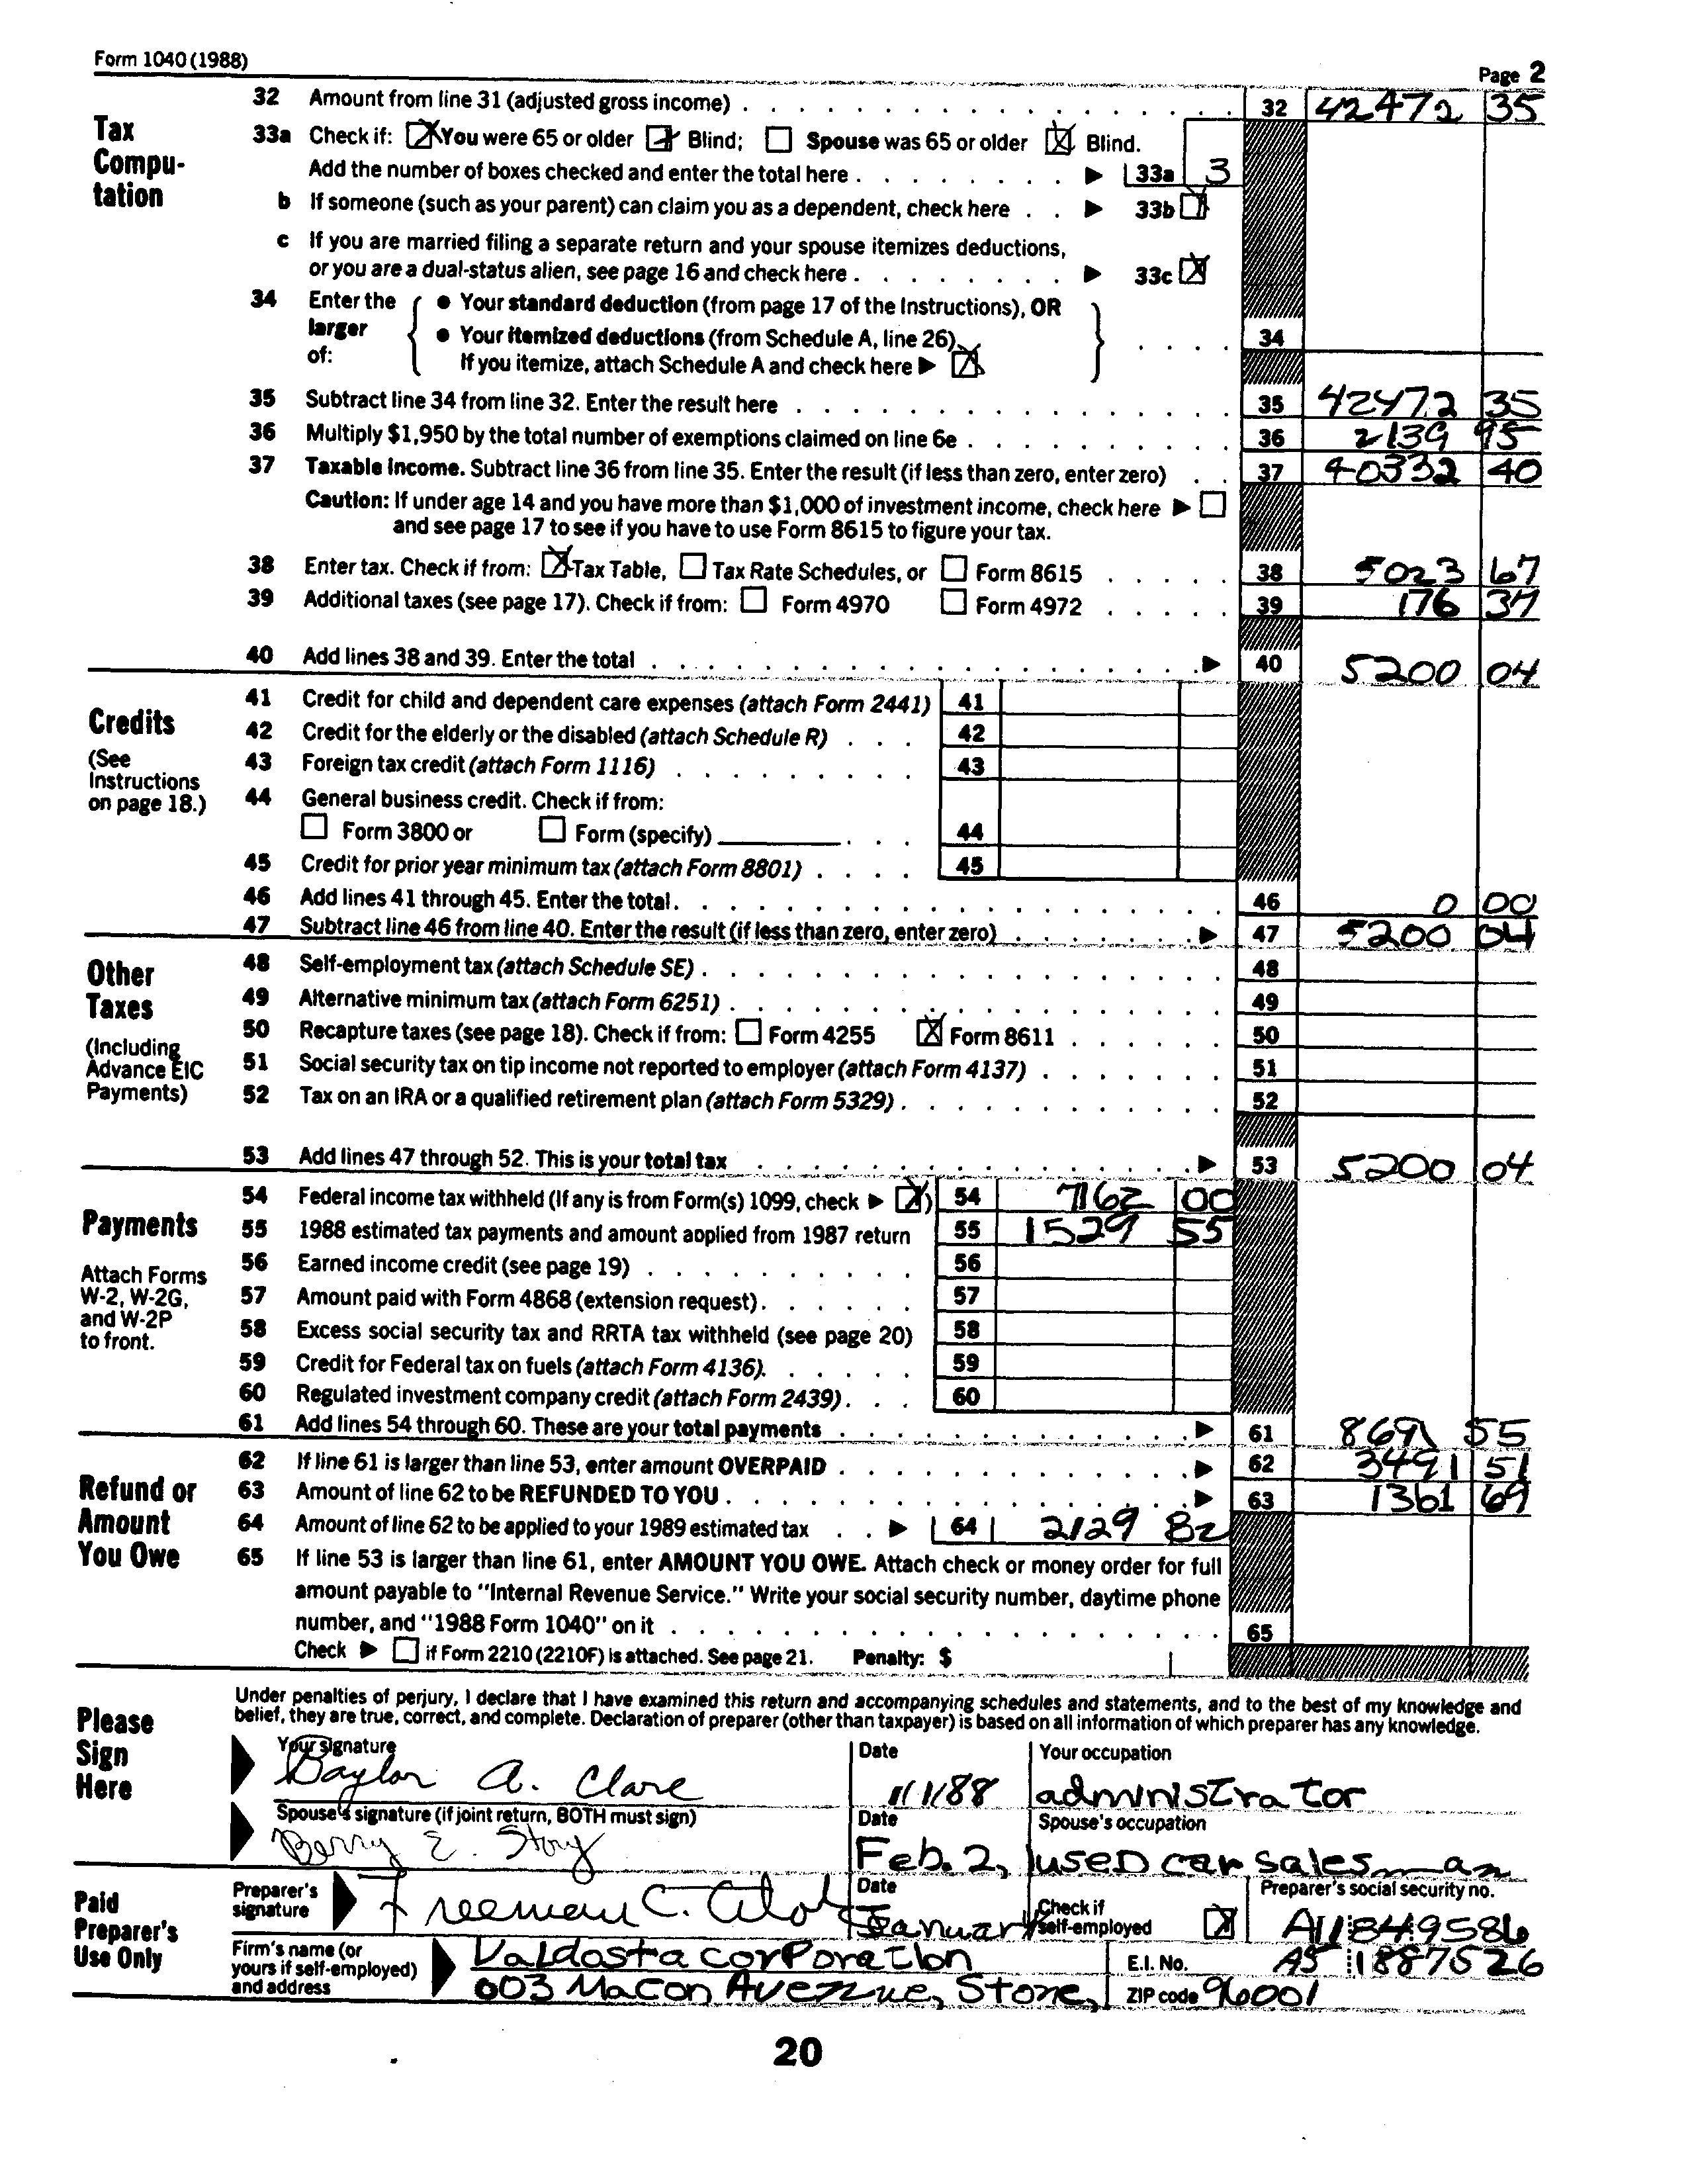 Form 1040 (1988)
Page 2
Tax Computation
32 Amount from line 31 (adjusted gross income) 32 42472 35
33a Check if: You were 65 or older Blind; Spouse was 65 or older Blind.
Add the number of boxes checked and enter the total here 33a 3
b If someone (such as your parent) can claim you as a dependent, check here 33b
c If you are married filing a separate return and your spouse itemizes deductions,
or you are a dual-status alien, see page 16 and check here 33c
34 Enter the larger of:
● Your standard deduction (from page 17 of the Instructions), OR
● Your itemized deductions (from Schedule A, line 26). 34
If you itemize, attach Schedule A and check here
35 Subtract line 34 from line 32. Enter the result here 35 42472 35
36 Multiply $1,950 by the total number of exemptions claimed on line 6e 36 2139 95
37 Taxable income. Subtract line 36 from line 35. Enter the result (if less than zero, enter zero) 37 40332 40
Caution: If under age 14 and you have more than $1,000 of investment income, check here
and see page 17 to see if you have to use Form 8615 to figure your tax.
38 Enter tax. Check if from: Tax Table, Tax Rate Schedules, or Form 8615 38 5023 67
39 Additional taxes (see page 17). Check if from: Form 4970 Form 4972 39 176 37
40 Add lines 38 and 39. Enter the total 40 5200 04
Credits
(See Instructions on page 18.)
41 Credit for child and dependent care expenses (attach Form 2441) 41
42 Credit for the elderly or the disabled (attach Schedule R) 42
43 Foreign tax credit (attach Form 1116) 43
44 General business credit. Check if from:
Form 3800 or Form (specify) 44
45 Credit for prior year minimum tax (attach Form 8801) 45
46 Add lines 41 through 45. Enter the total 46 0 00
47 Subtract line 46 from line 40. Enter the result (if less than zero, enter zero) 47 5200 04
Other Taxes
(Including Advance EIC Payments)
48 Self-employment tax (attach Schedule SE) 48
49 Alternative minimum tax (attach Form 6251) 49
50 Recapture taxes (see page 18). Check if from: Form 4255 Form 8611 50
51 Social security tax on tip income not reported to employer (attach Form 4137) 51
52 Tax on an IRA or a qualified retirement plan (attach Form 5329) 52
53 Add lines 47 through 52. This is your total tax 53 5200 04
Payments
Attach Forms W-2, W-2G, and W-2P to front.
54 Federal income tax withheld (If any is from Form(s) 1099, check ) 54 7162 00
55 1988 estimated tax payments and amount applied from 1987 return 55 1529 55
56 Earned income credit (see page 19) 56
57 Amount paid with Form 4868 (extension request) 57
58 Excess social security tax and RRTA tax withheld (see page 20) 58
59 Credit for Federal tax on fuels (attach Form 4136) 59
60 Regulated investment company credit (attach Form 2439) 60
61 Add lines 54 through 60. These are your total payments 61 8691 55
Refund or Amount You Owe
62 If line 61 is larger than line 53, enter amount OVERPAID 62 3491 51
63 Amount of line 62 to be REFUNDED TO YOU 63 1361 69
64 Amount of line 62 to be applied to your 1989 estimated tax 64 2129 82
65 If line 53 is larger than line 61, enter AMOUNT YOU OWE. Attach check or money order for full
amount payable to "Internal Revenue Service." Write your social security number, daytime phone
number, and "1988 Form 1040" on it 65
Check if Form 2210 (2210F) is attached. See page 21. Penalty: $
Please Sign Here
Under penalties of perjury, I declare that I have examined this return and accompanying schedules and statements, and to the best of my knowledge and
belief, they are true, correct, and complete. Declaration of preparer (other than taxpayer) is based on all information of which preparer has any knowledge.
Your signature Date Your occupation
Baylor A. Clare 11/1/88 administrator
Spouse's signature (if joint return, BOTH must sign) Date Spouse's occupation
Berry E. Story Feb. 2, used car sales man
Paid Preparer's Use Only
Preparer's signature Freeman C. Date January Check if self-employed Preparer's social security no. A11849586
Firm's name (or yours if self-employed) and address Valdosta corporation E.I. No. A5 1887526
003 Macon Avenue, Stone, ZIP code 96001
20